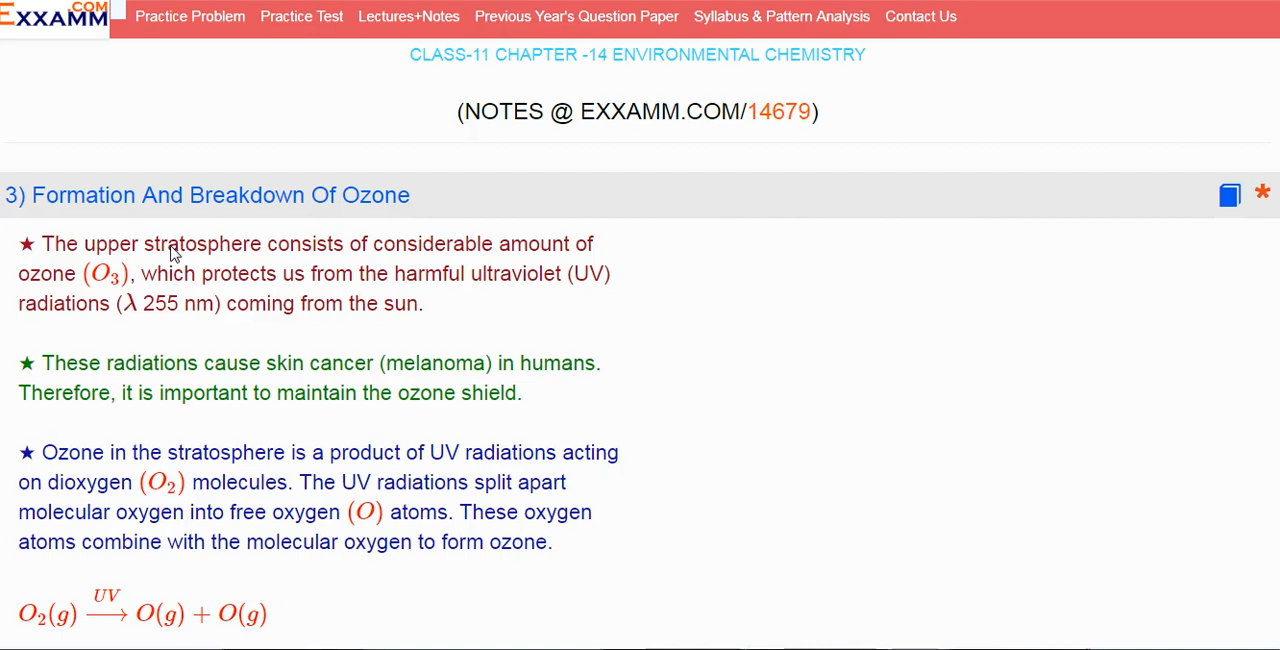 EXXAMM .COM Practice Problem Practice Test Lectures+Notes Previous Year's Question Paper Syllabus & Pattern Analysis Contact Us
CLASS-11 CHAPTER -14 ENVIRONMENTAL CHEMISTRY
(NOTES @ EXXAMM.COM/14679)
3) Formation And Breakdown Of Ozone *
★ The upper stratosphere consists of considerable amount of
ozone (O₃), which protects us from the harmful ultraviolet (UV)
radiations (λ 255 nm) coming from the sun.
★ These radiations cause skin cancer (melanoma) in humans.
Therefore, it is important to maintain the ozone shield.
★ Ozone in the stratosphere is a product of UV radiations acting
on dioxygen (O₂) molecules. The UV radiations split apart
molecular oxygen into free oxygen (O) atoms. These oxygen
atoms combine with the molecular oxygen to form ozone.
O₂(g) —UV→ O(g) + O(g)